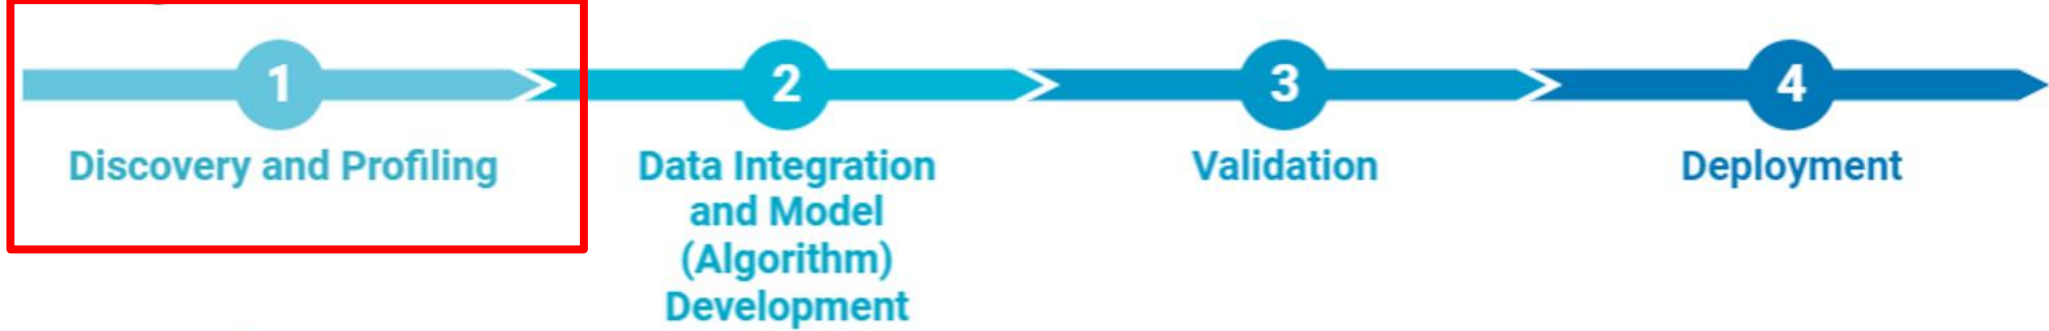 1
Discovery and Profiling
2
Data Integration
and Model
(Algorithm)
Development
3
Validation
4
Deployment